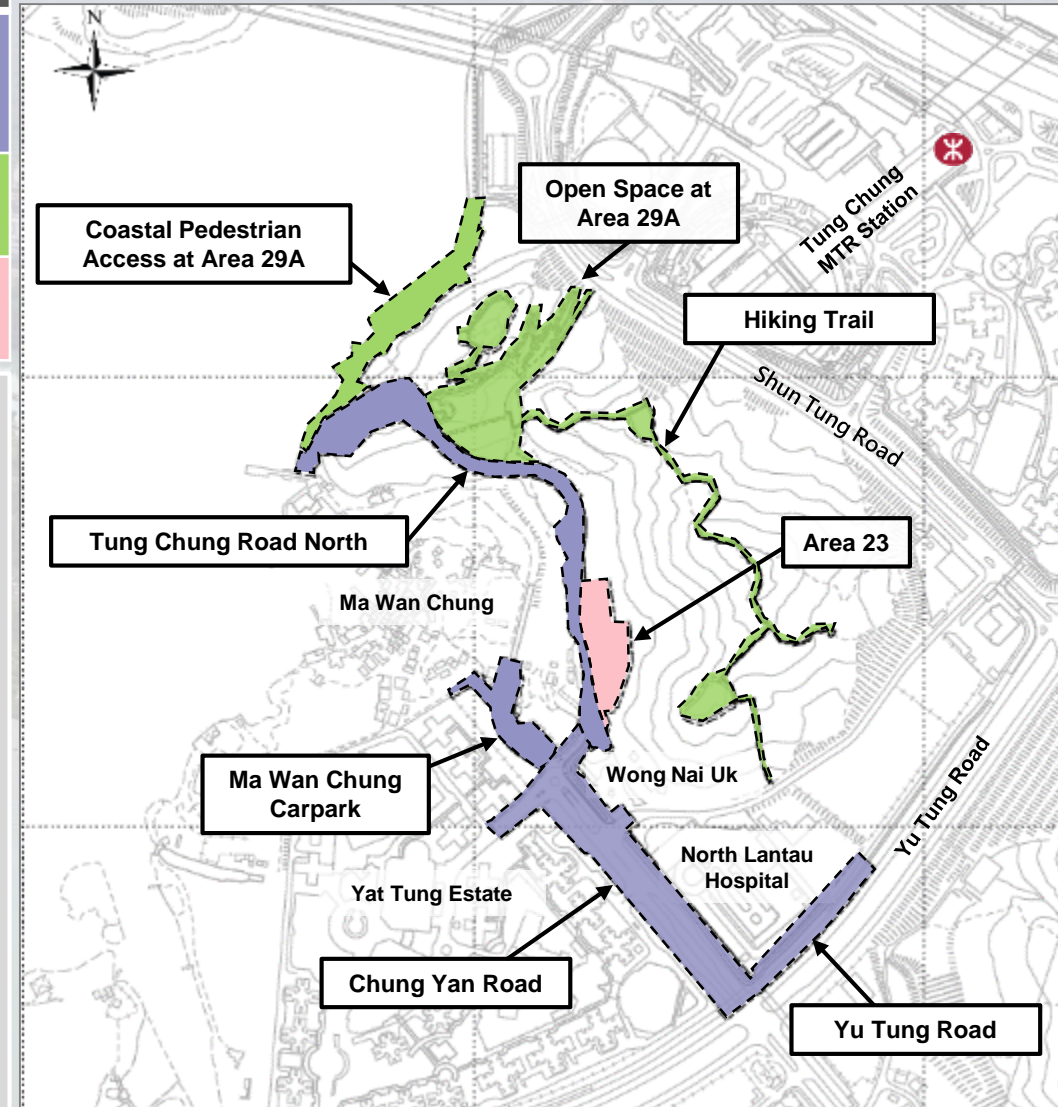 N
Open Space at
Area 29A
Coastal Pedestrian
Access at Area 29A
Tung Chung
MTR Station
Hiking Trail
Shun Tung Road
Tung Chung Road North
Area 23
Ma Wan Chung
Ma Wan Chung
Carpark
Wong Nai Uk
Yu Tung Road
North Lantau
Hospital
Yat Tung Estate
Chung Yan Road
Yu Tung Road